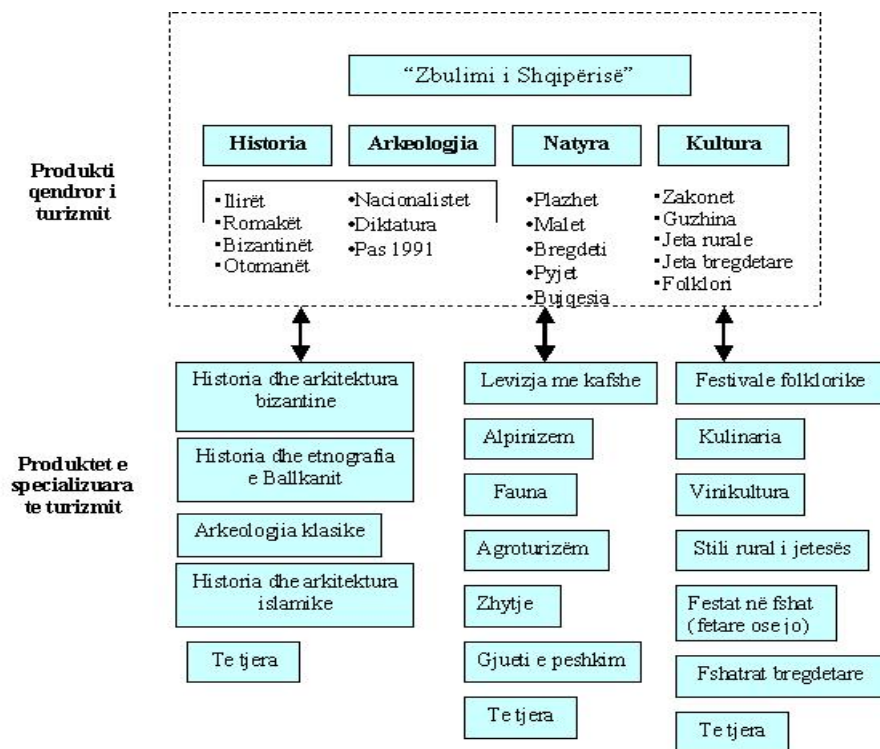 “Zbulimi i Shqipërisë”
Historia
Arkeologjia
Natyra
Kultura
Produkti
qendror i
turizmit
▪Ilirët
▪Romakët
▪Bizantinët
▪Otomanët
•Nacionalistet
•Diktatura
•Pas 1991
•Plazhet
•Malet
•Bregdeti
•Pyjet
•Bujqesia
▪Zakonet
▪Guzhina
▪Jeta rurale
▪Jeta bregdetare
▪Folklori
Produktet e
specializuara
te turizmit
Historia dhe arkitektura
bizantine
Historia dhe etnografia
e Ballkanit
Arkeologjia klasike
Historia dhe arkitektura
islamike
Te tjera
Levizja me kafshe
Alpinizem
Fauna
Agroturizëm
Zhytje
Gjueti e peshkim
Te tjera
Festivale folklorike
Kulinaria
Vinikultura
Stili rural i jetesës
Festat në fshat
(fetare ose jo)
Fshatrat bregdetare
Te tjera